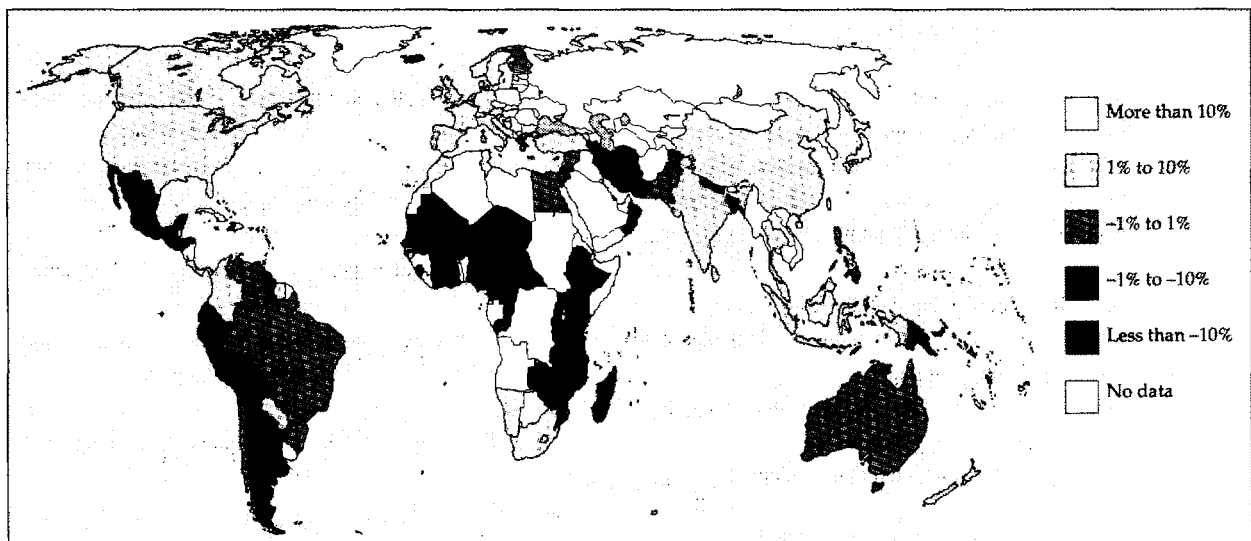 More than 10%
1% to 10%
–1% to 1%
–1% to –10%
Less than –10%
No data